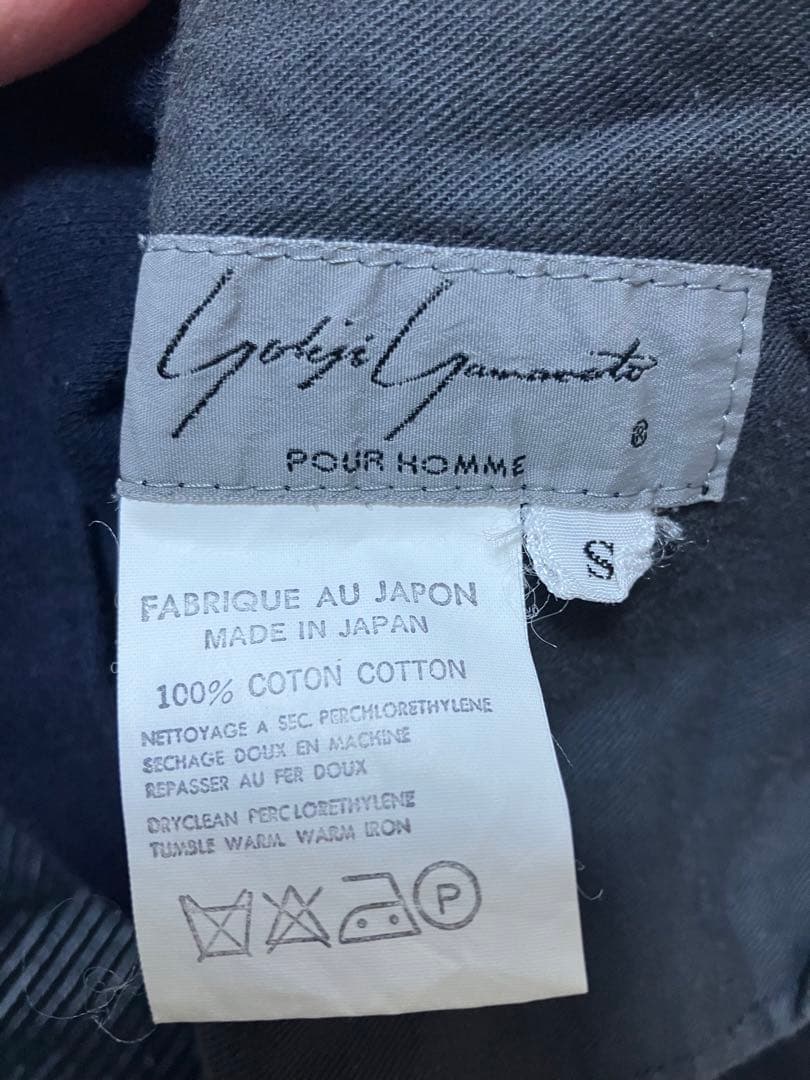 Yohji Yamamoto
®
POUR HOMME
S
FABRIQUE AU JAPON
MADE IN JAPAN
100% COTON COTTON
NETTOYAGE A SEC. PERCHLORETHYLENE
SECHAGE DOUX EN MACHINE
REPASSER AU FER DOUX
DRYCLEAN PERCLORETHYLENE
TUMBLE WARM. WARM IRON
P